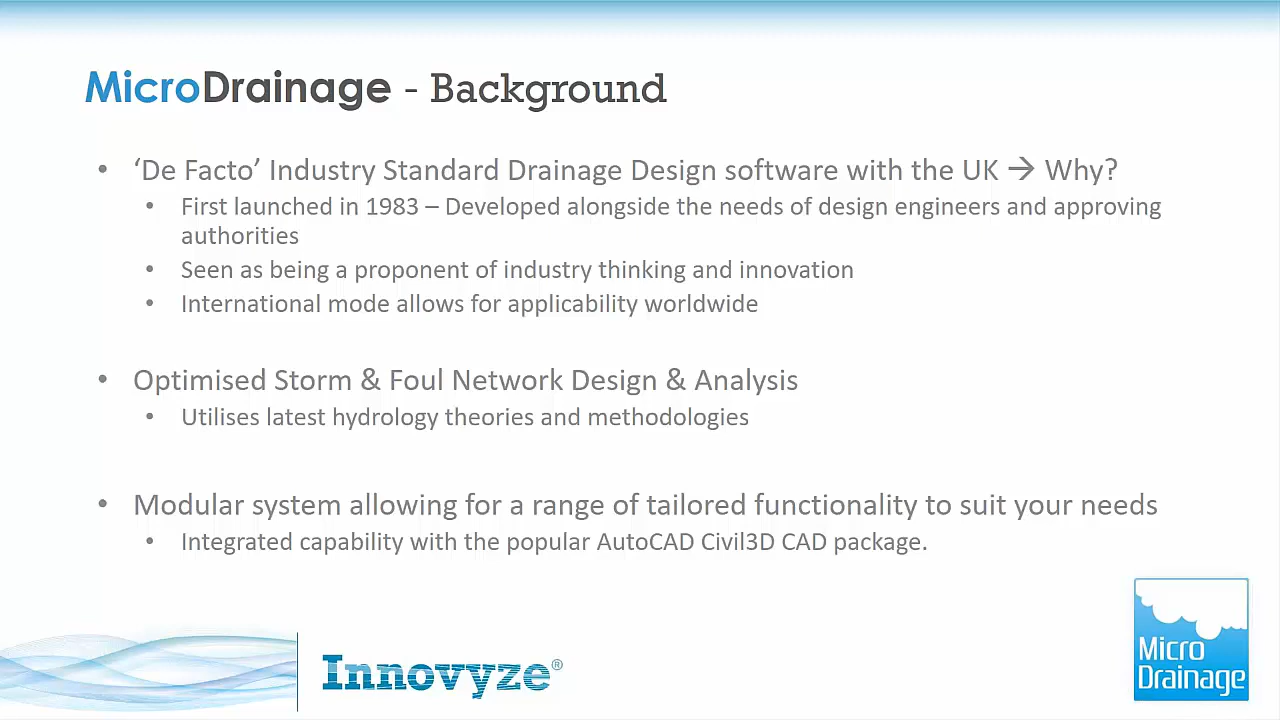 MicroDrainage - Background
• ‘De Facto’ Industry Standard Drainage Design software with the UK → Why?
• First launched in 1983 – Developed alongside the needs of design engineers and approving
authorities
• Seen as being a proponent of industry thinking and innovation
• International mode allows for applicability worldwide
• Optimised Storm & Foul Network Design & Analysis
• Utilises latest hydrology theories and methodologies
• Modular system allowing for a range of tailored functionality to suit your needs
• Integrated capability with the popular AutoCAD Civil3D CAD package.
Innovyze®
Micro
Drainage